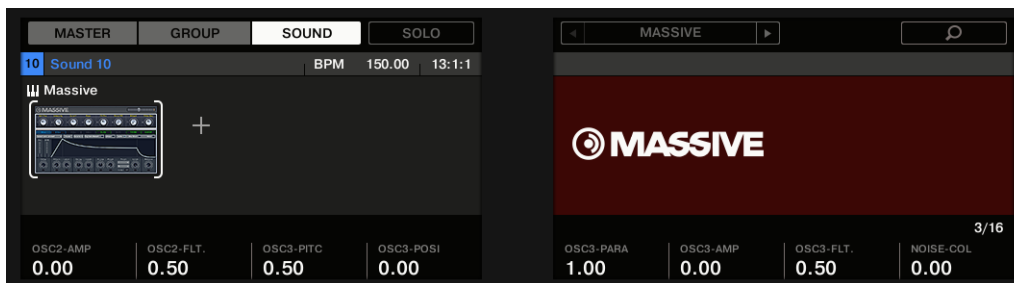 MASTER GROUP SOUND SOLO
10 Sound 10 BPM 150.00 13:1:1
Massive
MASSIVE
OSC2-AMP OSC2-FLT. OSC3-PITC OSC3-POSI
0.00 0.50 0.50 0.00
MASSIVE
MASSIVE
3/16
OSC3-PARA OSC3-AMP OSC3-FLT. NOISE-COL
1.00 0.00 0.50 0.00